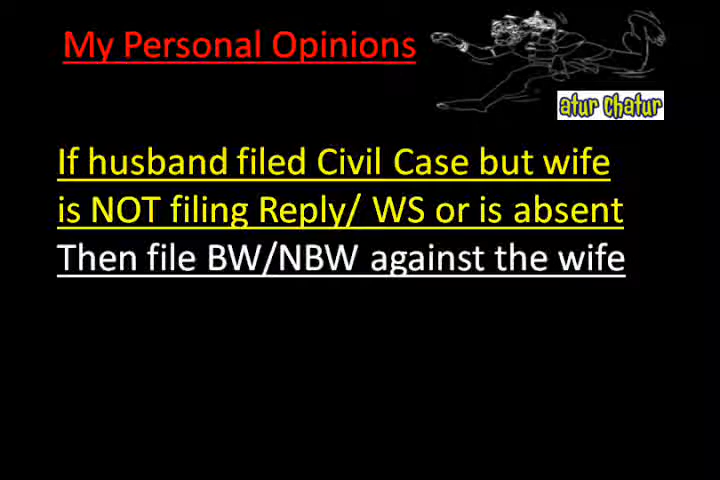 My Personal Opinions
atur chatur
If husband filed Civil Case but wife
is NOT filing Reply/ WS or is absent
Then file BW/NBW against the wife